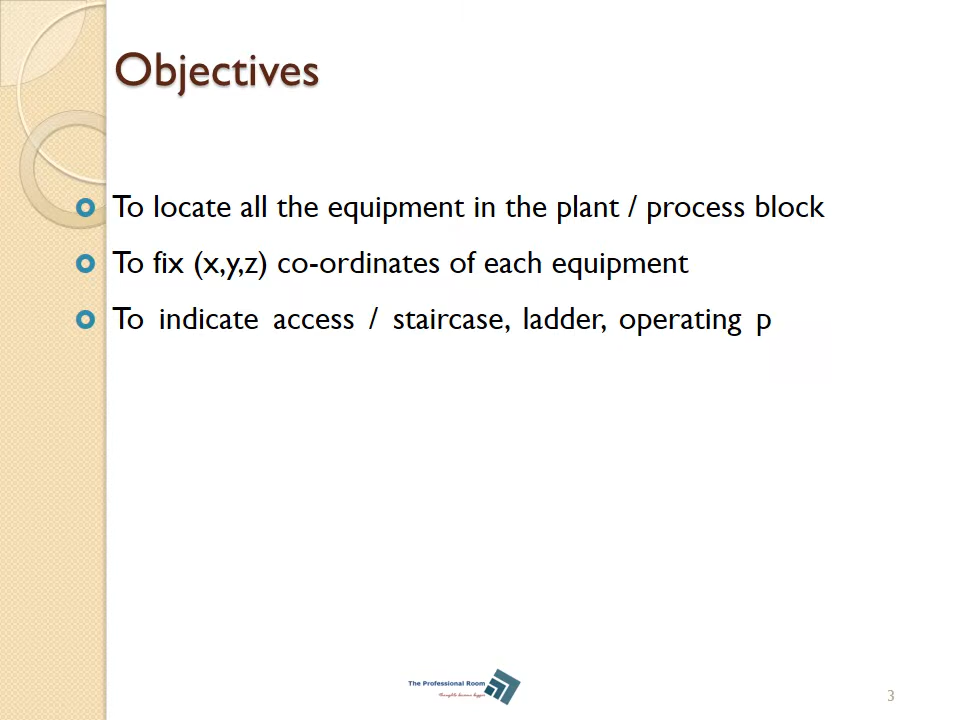 Objectives
To locate all the equipment in the plant / process block
To fix (x,y,z) co-ordinates of each equipment
To indicate access / staircase, ladder, operating p
The Professional Room
3